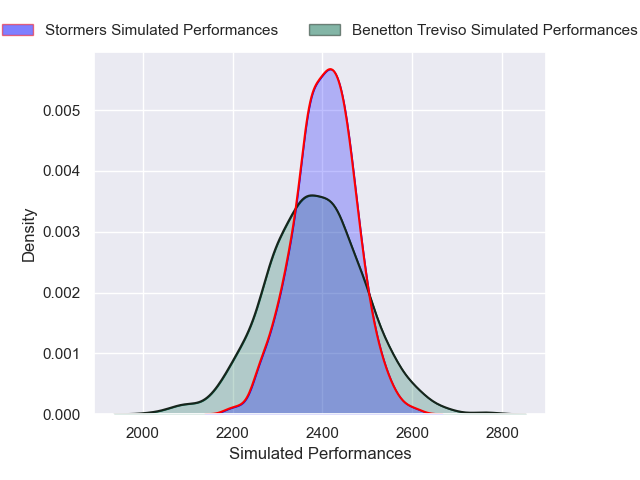 Stormers Simulated Performances Benetton Treviso Simulated Performances
0.005
0.004
0.003
0.002
0.001
0.000
Density
2000 2200 2400 2600 2800
Simulated Performances